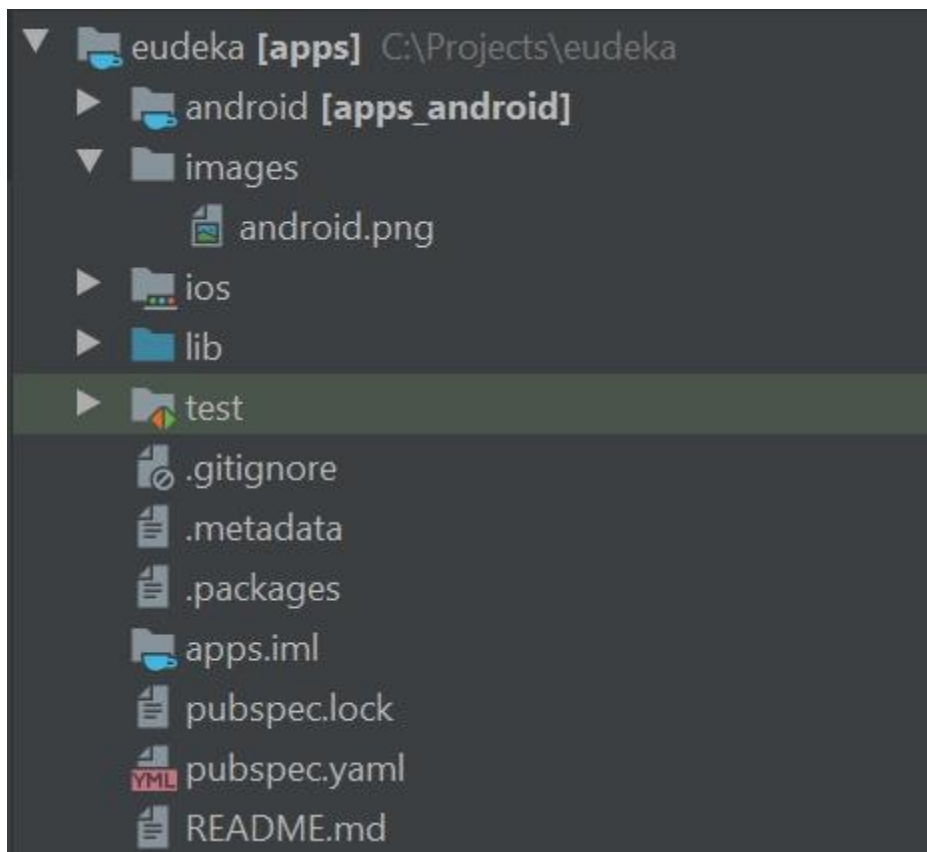 eudeka [apps] C:\Projects\eudeka
android [apps_android]
images
android.png
ios
lib
test
.gitignore
.metadata
.packages
apps.iml
pubspec.lock
YML pubspec.yaml
README.md